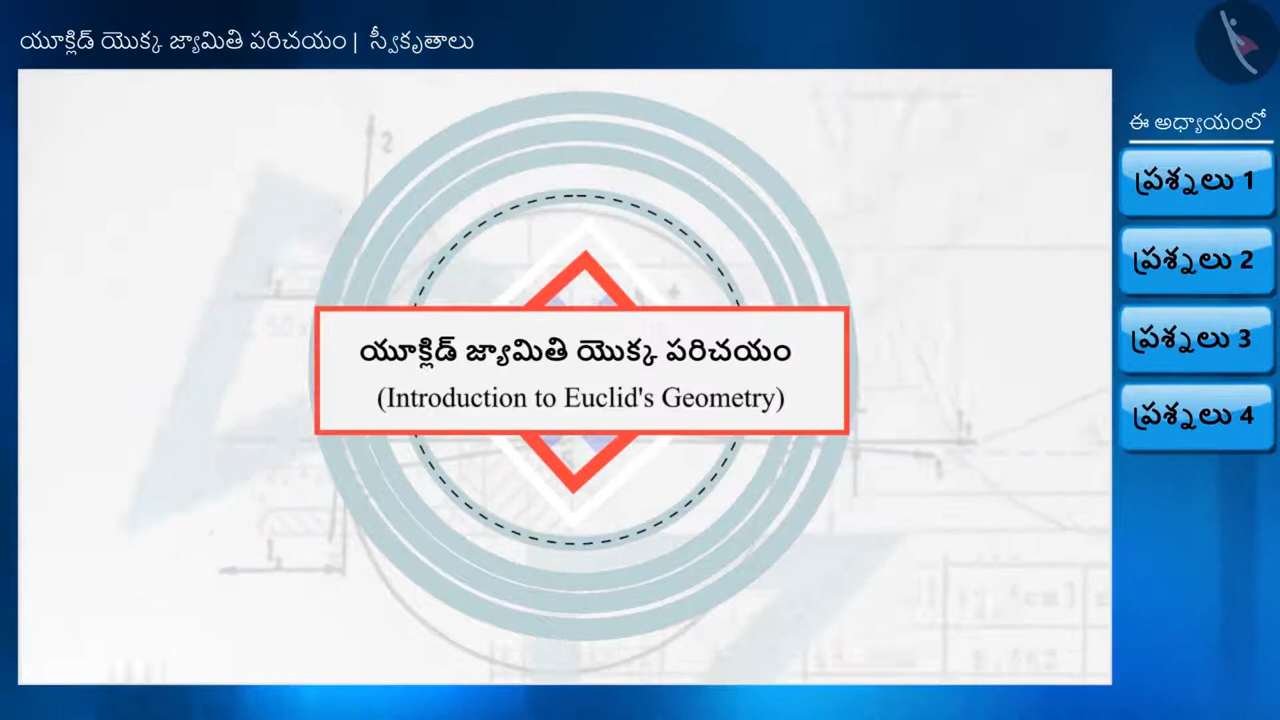 యూక్లిడ్ యొక్క జ్యామితి పరిచయం | స్వీకృతాలు
యూక్లిడ్ జ్యామితి యొక్క పరిచయం
(Introduction to Euclid's Geometry)
ఈ అధ్యాయంలో
ప్రశ్నలు 1
ప్రశ్నలు 2
ప్రశ్నలు 3
ప్రశ్నలు 4